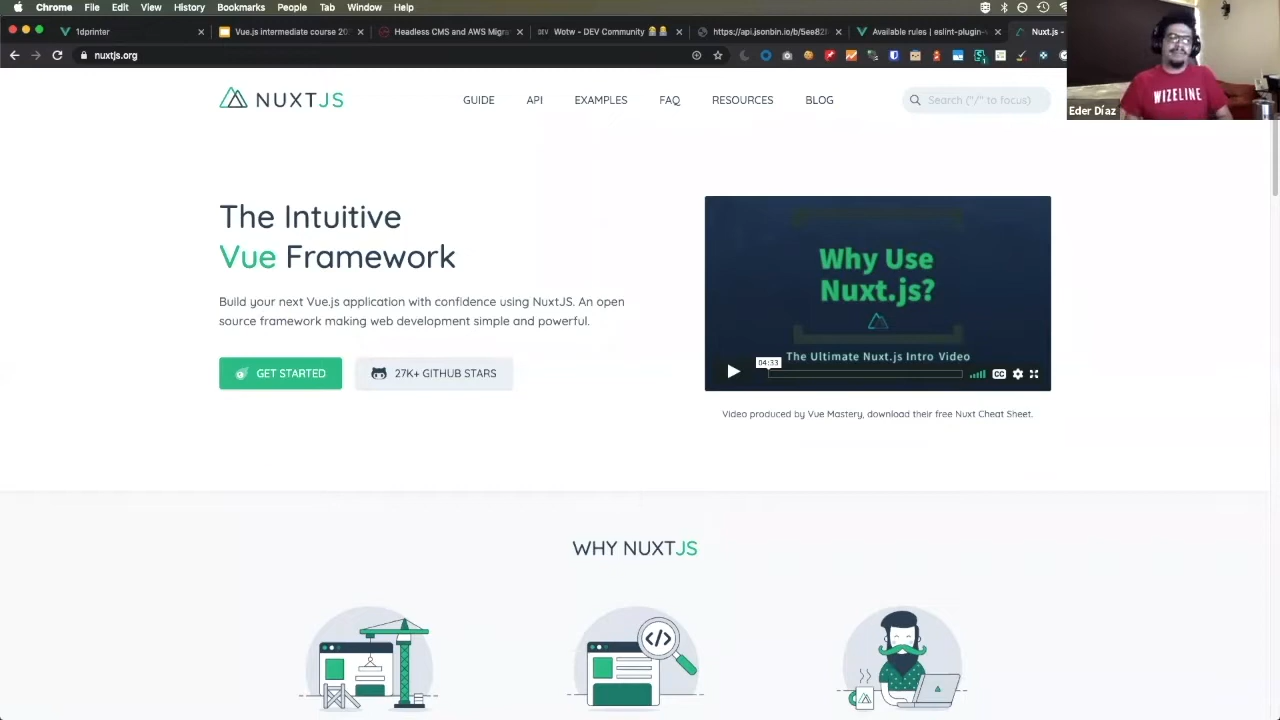 Chrome File Edit View History Bookmarks People Tab Window Help
1dprinter
Vue.js intermediate course 20
Headless CMS and AWS Migra
DEV Wotw - DEV Community
https://api.jsonbin.io/b/5ee82
Available rules | eslint-plugin-v
Nuxt.js -
nuxtjs.org
WIZELINE
Eder Díaz
NUXTJS
GUIDE API EXAMPLES FAQ RESOURCES BLOG
Search ("/" to focus)
The Intuitive
Vue Framework
Build your next Vue.js application with confidence using NuxtJS. An open
source framework making web development simple and powerful.
GET STARTED
27K+ GITHUB STARS
Why Use
Nuxt.js?
The Ultimate Nuxt.js Intro Video
04:33
CC
Video produced by Vue Mastery, download their free Nuxt Cheat Sheet.
WHY NUXTJS